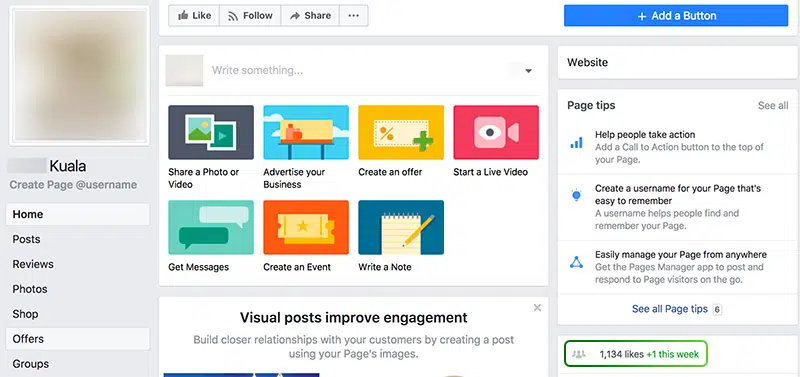 Like
Follow
Share
+ Add a Button
Kuala
Create Page @username
Home
Posts
Reviews
Photos
Shop
Offers
Groups
Write something...
Share a Photo or
Video
Advertise your
Business
Create an offer
Start a Live Video
Get Messages
Create an Event
Write a Note
Visual posts improve engagement
Build closer relationships with your customers by creating a post
using your Page's images.
Website
Page tips
See all
Help people take action
Add a Call to Action button to the top of
your Page.
Create a username for your Page that's
easy to remember
A username helps people find and
remember your Page.
Easily manage your Page from anywhere
Get the Pages Manager app to post and
respond to Page visitors on the go.
See all Page tips 6
1,134 likes +1 this week